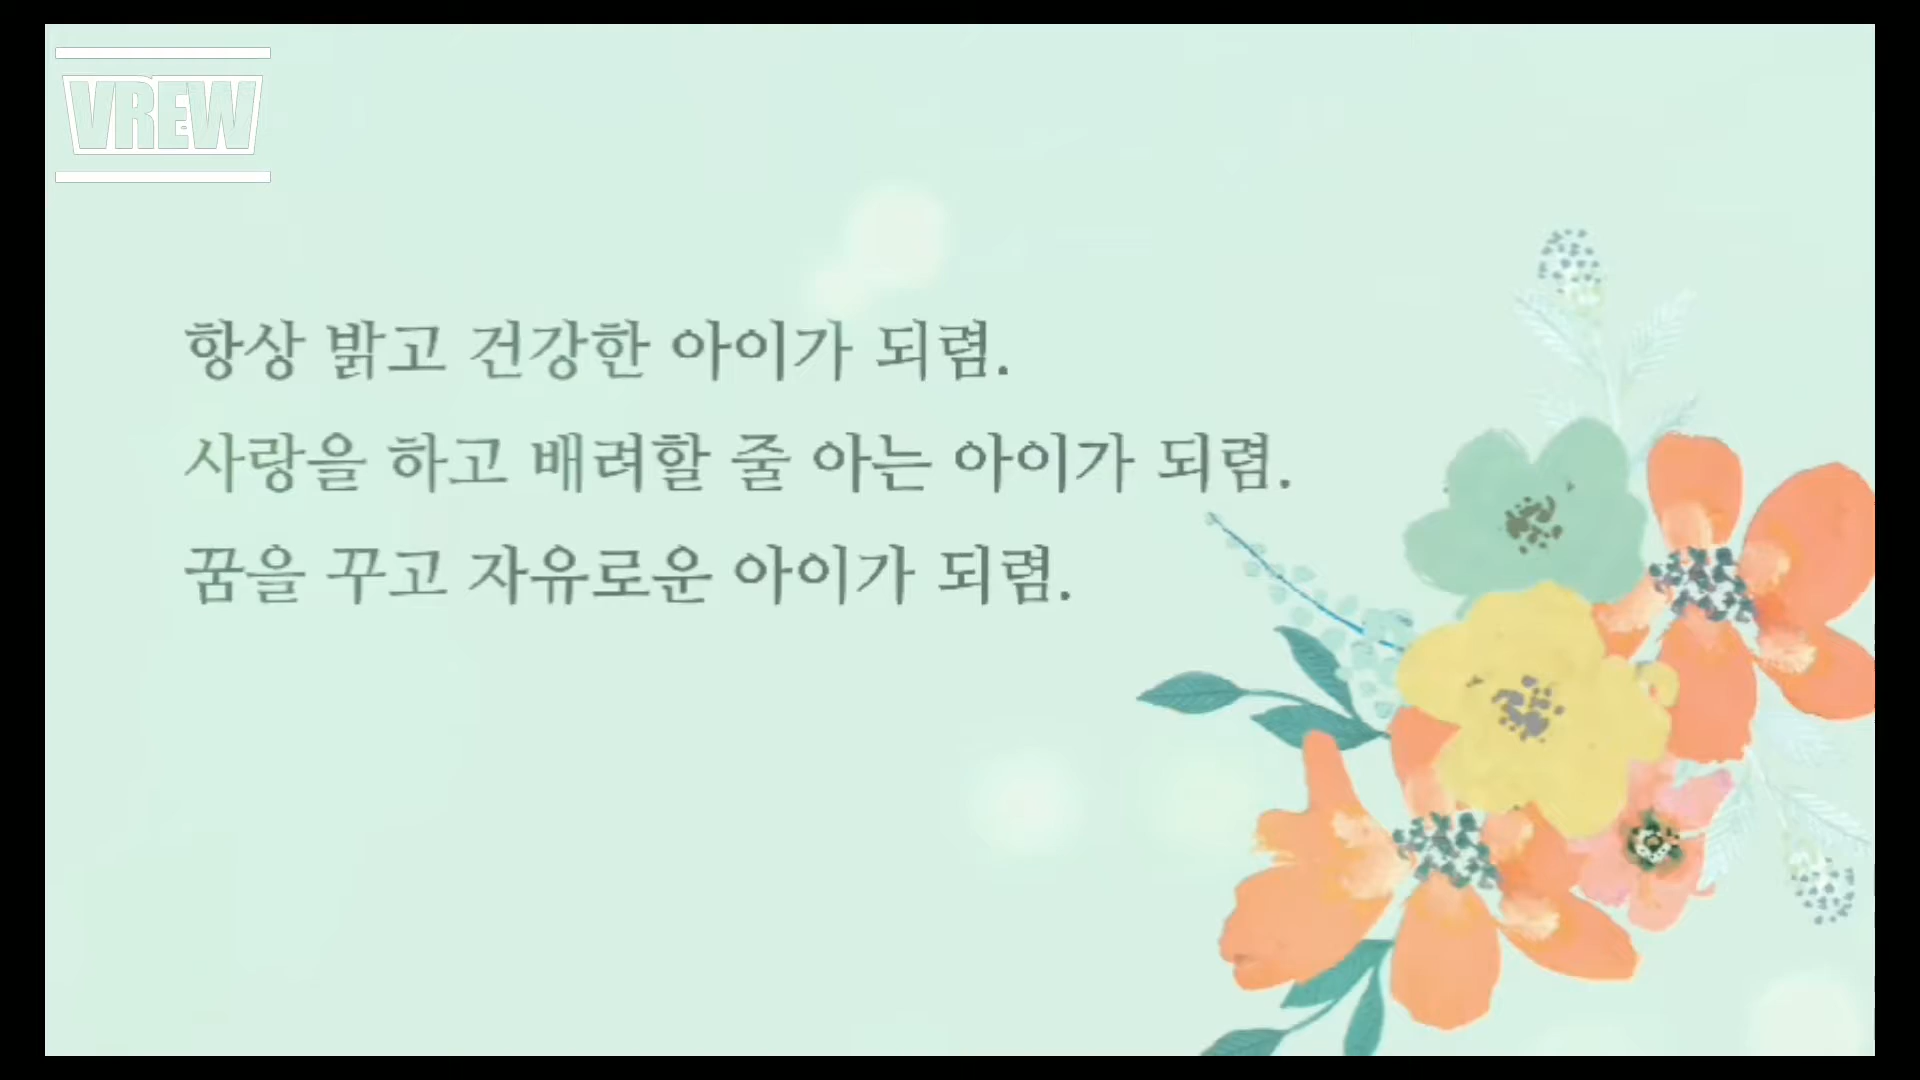 VREW
항상 밝고 건강한 아이가 되렴.
사랑을 하고 배려할 줄 아는 아이가 되렴.
꿈을 꾸고 자유로운 아이가 되렴.